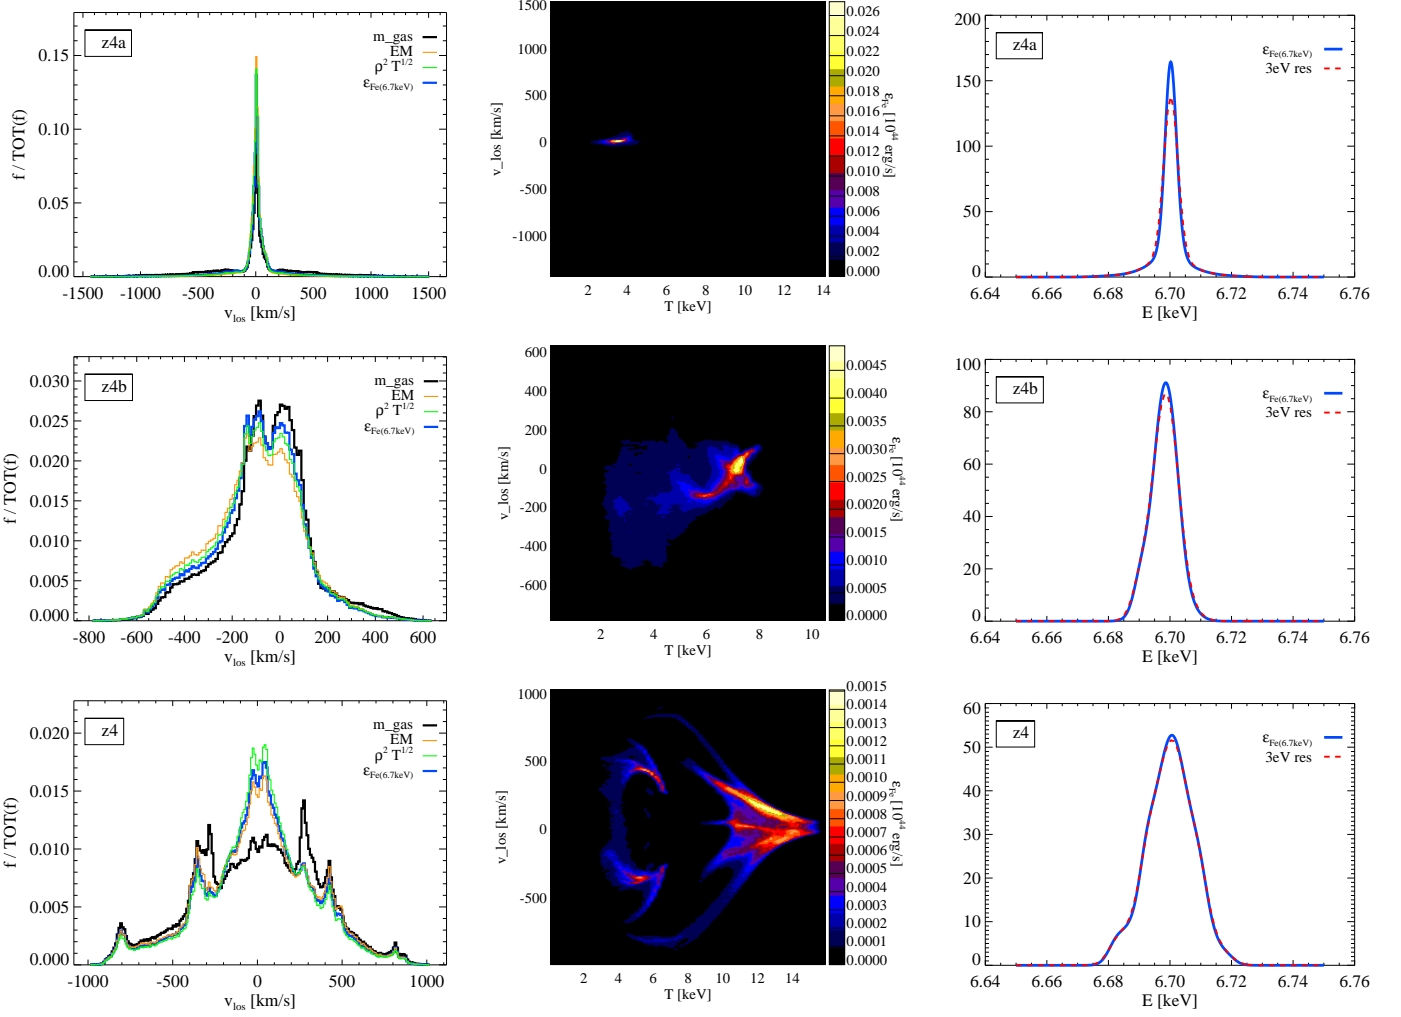 z4a
m_gas
EM
ρ² T^1/2
ε_Fe(6.7keV)
f / TOT(f)
0.15
0.10
0.05
0.00
-1500 -1000 -500 0 500 1000 1500
v_los [km/s]
1500
1000
500
0
-500
-1000
v_los [km/s]
2 4 6 8 10 12 14
T [keV]
0.026
0.024
0.022
0.020
0.018
0.016
0.014
0.012
0.010
0.008
0.006
0.004
0.002
0.000
ε_Fe [10^44 erg/s]
z4a
ε_Fe(6.7keV)
3eV res
200
150
100
50
0
6.64 6.66 6.68 6.70 6.72 6.74 6.76
E [keV]
z4b
m_gas
EM
ρ² T^1/2
ε_Fe(6.7keV)
f / TOT(f)
0.030
0.025
0.020
0.015
0.010
0.005
0.000
-800 -600 -400 -200 0 200 400 600
v_los [km/s]
600
400
200
0
-200
-400
-600
v_los [km/s]
2 4 6 8 10
T [keV]
0.0045
0.0040
0.0035
0.0030
0.0025
0.0020
0.0015
0.0010
0.0005
0.0000
ε_Fe [10^44 erg/s]
z4b
ε_Fe(6.7keV)
3eV res
100
80
60
40
20
0
6.64 6.66 6.68 6.70 6.72 6.74 6.76
E [keV]
z4
m_gas
EM
ρ² T^1/2
ε_Fe(6.7keV)
f / TOT(f)
0.020
0.015
0.010
0.005
0.000
-1000 -500 0 500 1000
v_los [km/s]
1000
500
0
-500
v_los [km/s]
2 4 6 8 10 12 14
T [keV]
0.0015
0.0014
0.0013
0.0012
0.0011
0.0010
0.0009
0.0008
0.0007
0.0006
0.0005
0.0004
0.0003
0.0002
0.0001
0.0000
ε_Fe [10^44 erg/s]
z4
ε_Fe(6.7keV)
3eV res
60
50
40
30
20
10
0
6.64 6.66 6.68 6.70 6.72 6.74 6.76
E [keV]